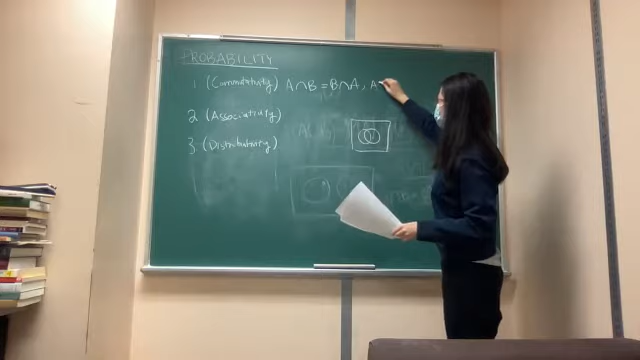 PROBABILITY
1 (Commutativity) A∩B = B∩A, A
2 (Associativity)
3. (Distributivity)